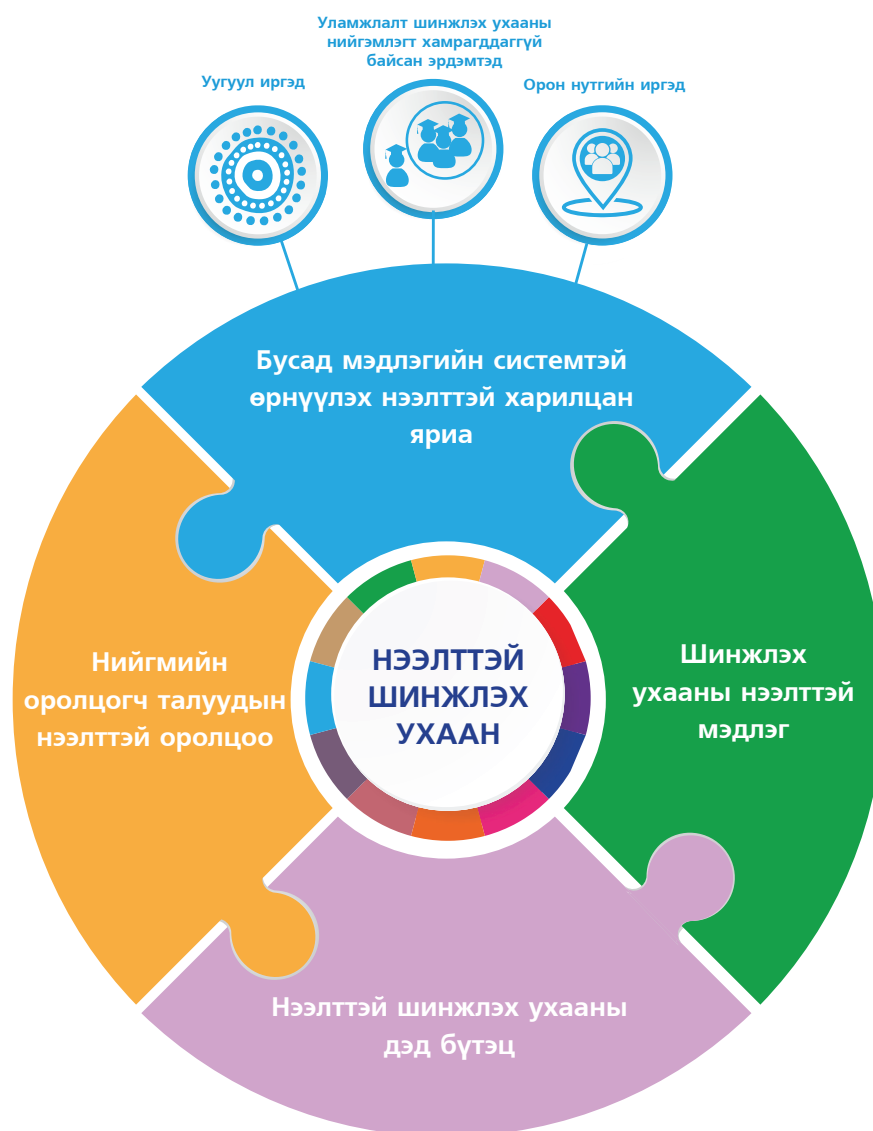 Уламжлалт шинжлэх ухааны
нийгэмлэгт хамрагддаггүй
байсан эрдэмтэд
Уугуул иргэд
Орон нутгийн иргэд
Бусад мэдлэгийн системтэй
өрнүүлэх нээлттэй харилцан
яриа
Нийгмийн
оролцогч талуудын
нээлттэй оролцоо
НЭЭЛТТЭЙ
ШИНЖЛЭХ
УХААН
Шинжлэх
ухааны нээлттэй
мэдлэг
Нээлттэй шинжлэх ухааны
дэд бүтэц